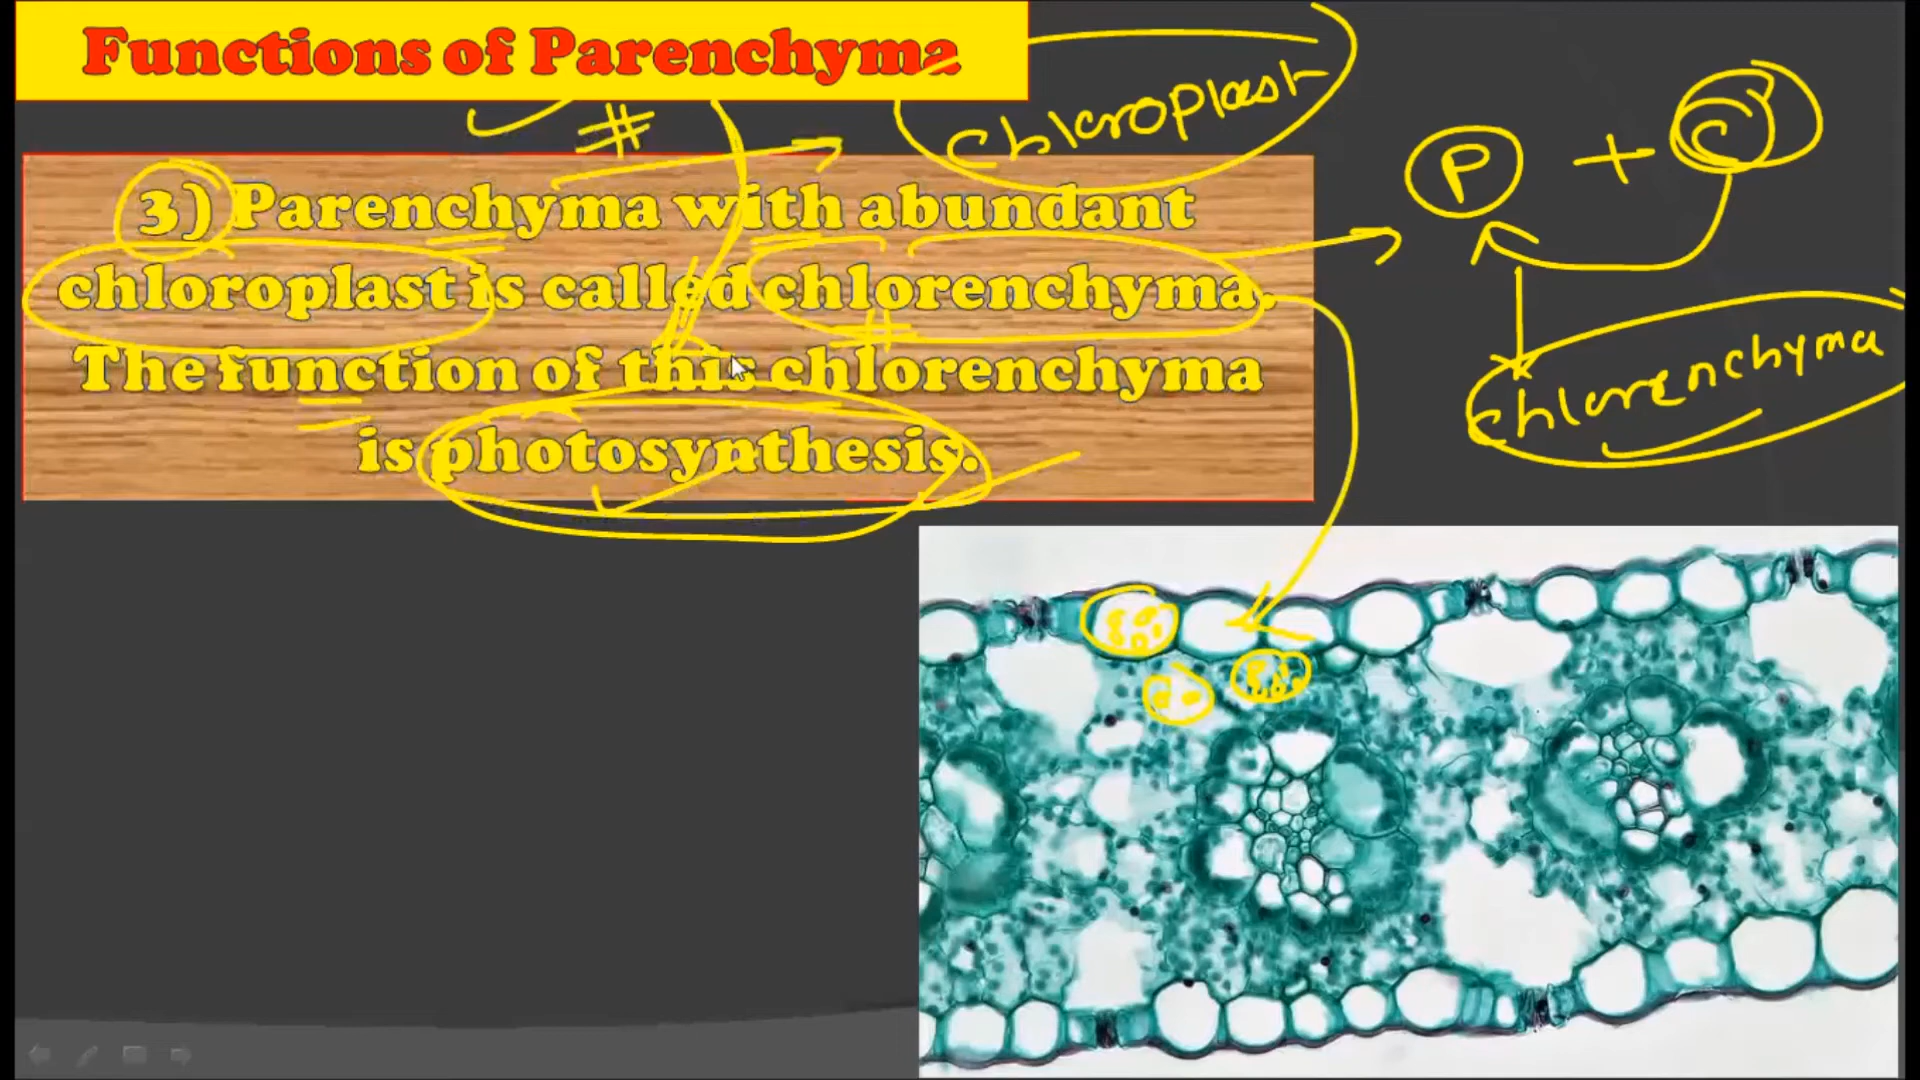 Functions of Parenchyma
chloroplast
P + C
3) Parenchyma with abundant
chloroplast is called chlorenchyma.
The function of this chlorenchyma
is photosynthesis.
chlorenchyma